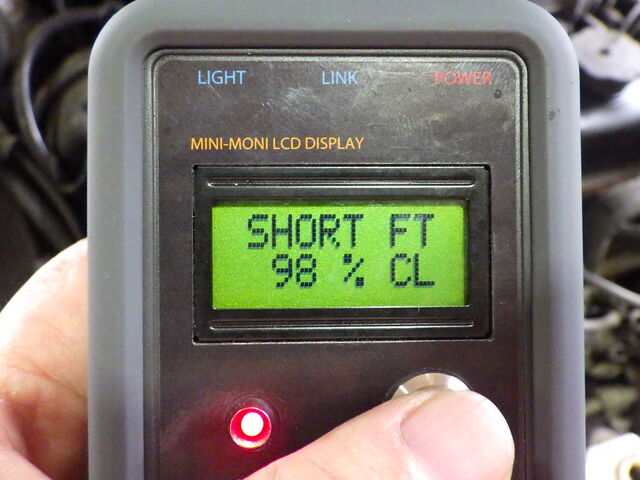 LIGHT LINK POWER
MINI-MONI LCD DISPLAY
SHORT FT
98 % CL